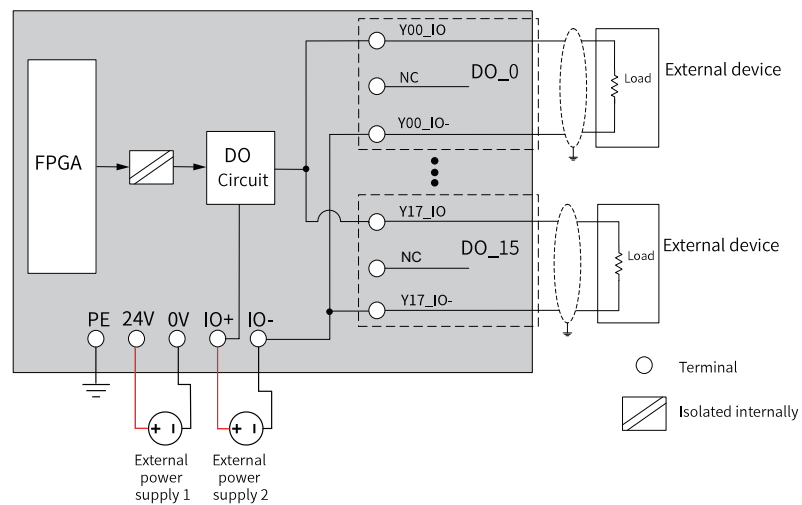 Y00_IO
NC
DO_0
Y00_IO-
Load
External device
FPGA
DO
Circuit
Y17_IO
NC
DO_15
Y17_IO-
Load
External device
PE
24V
0V
IO+
IO-
Terminal
Isolated internally
+
External
power
supply 1
+
External
power
supply 2